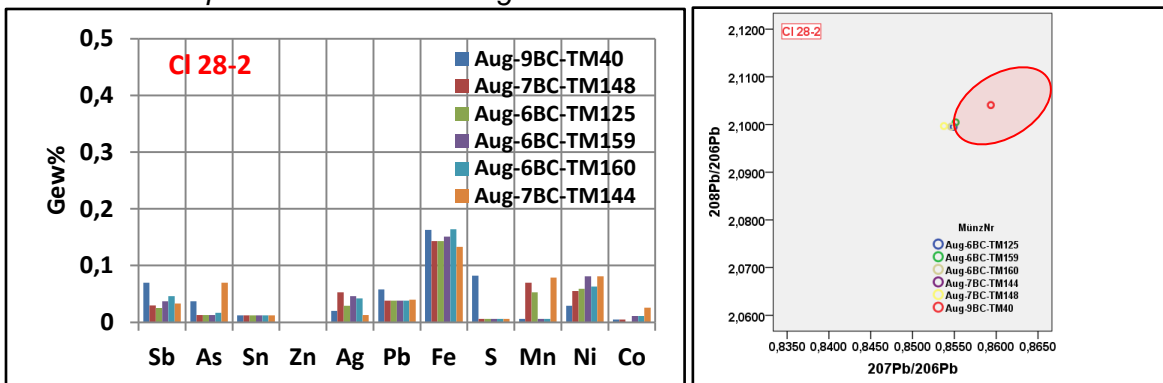 Cl 28-2
Gew%
0,5
0,4
0,3
0,2
0,1
0
Sb As Sn Zn Ag Pb Fe S Mn Ni Co
Aug-9BC-TM40
Aug-7BC-TM148
Aug-6BC-TM125
Aug-6BC-TM159
Aug-6BC-TM160
Aug-7BC-TM144
Cl 28-2
208Pb/206Pb
2,1200
2,1100
2,1000
2,0900
2,0800
2,0700
2,0600
MünzNr
Aug-6BC-TM125
Aug-6BC-TM159
Aug-6BC-TM160
Aug-7BC-TM144
Aug-7BC-TM148
Aug-9BC-TM40
0,8350 0,8400 0,8450 0,8500 0,8550 0,8600 0,8650
207Pb/206Pb